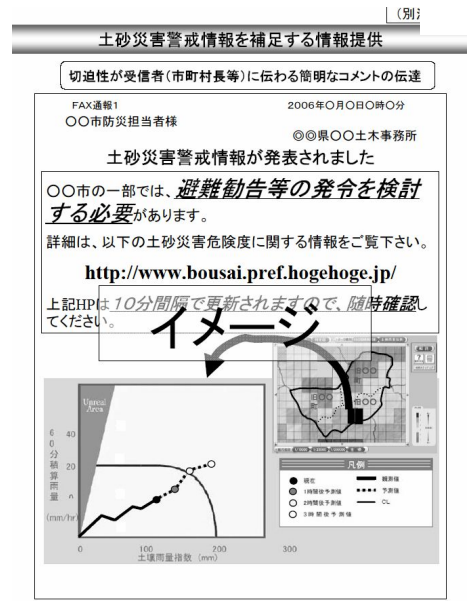 (別
土砂災害警戒情報を補足する情報提供
切迫性が受信者(市町村長等)に伝わる簡明なコメントの伝達
FAX通報1
2006年○月○日○時○分
○○市防災担当者様
◎◎県○○土木事務所
土砂災害警戒情報が発表されました
○○市の一部では、避難勧告等の発令を検討
する必要があります。
詳細は、以下の土砂災害危険度に関する情報をご覧下さい。
http://www.bousai.pref.hogehoge.jp/
上記HPは10分間隔で更新されますので、随時確認し
てください。
イメージ
Unreal
Area
60分積算雨量
(mm/hr)
40
20
0
0
100
200
300
土壌雨量指数 (mm)
旧○○町
旧○○町
凡例
現在
観測値
1時間後予測値
予測値
2時間後予測値
CL
3時間後予測値